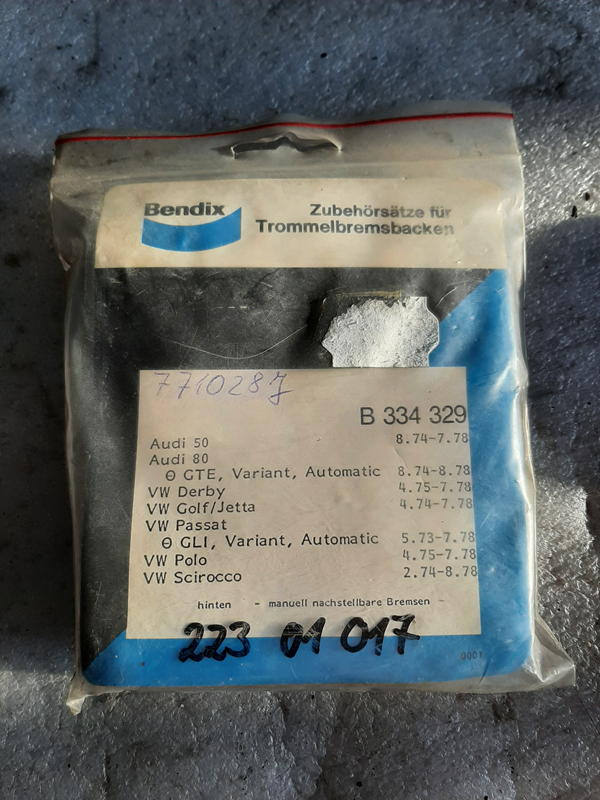 Bendix
Zubehörsätze für
Trommelbremsbacken
B 334 329
Audi 50 8.74-7.78
Audi 80
Θ GTE, Variant, Automatic 8.74-8.78
VW Derby 4.75-7.78
VW Golf/Jetta 4.74-7.78
VW Passat
Θ GLI, Variant, Automatic 5.73-7.78
VW Polo 4.75-7.78
VW Scirocco 2.74-8.78
hinten - manuell nachstellbare Bremsen -
223 01 017
0001